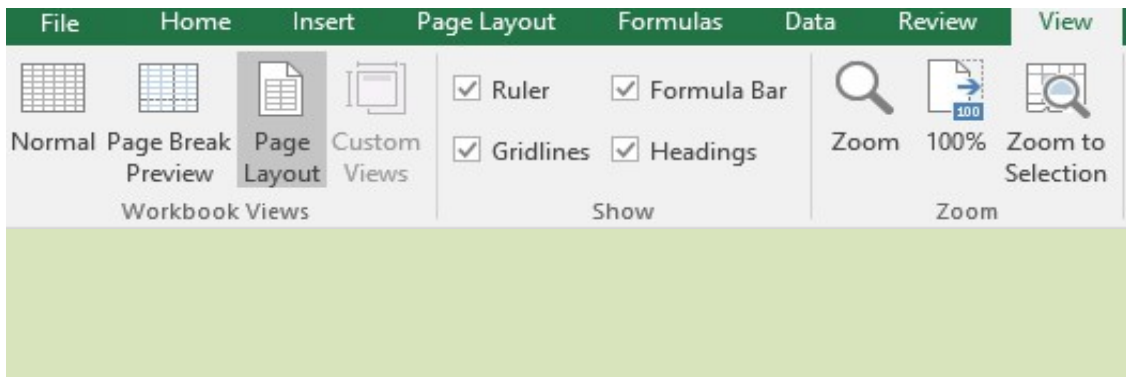 File Home Insert Page Layout Formulas Data Review View
Ruler Formula Bar
100
Normal Page Break Page Custom Zoom 100% Zoom to
Gridlines Headings
Preview Layout Views Selection
Workbook Views Show Zoom